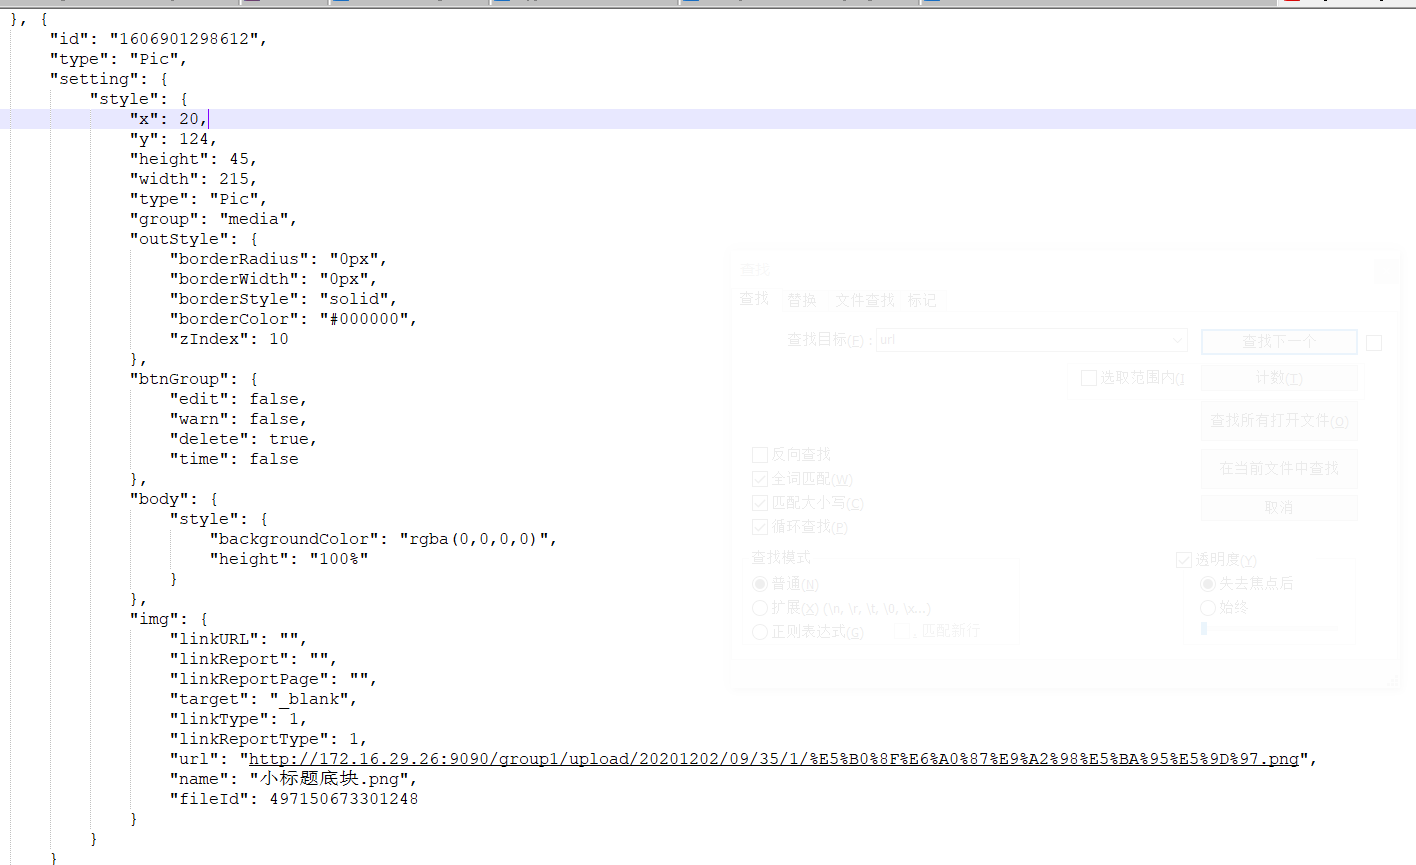 }, {
"id": "1606901298612",
"type": "Pic",
"setting": {
"style": {
"x": 20,
"y": 124,
"height": 45,
"width": 215,
"type": "Pic",
"group": "media",
"outStyle": {
"borderRadius": "0px",
"borderWidth": "0px",
"borderStyle": "solid",
"borderColor": "#000000",
"zIndex": 10
},
"btnGroup": {
"edit": false,
"warn": false,
"delete": true,
"time": false
},
"body": {
"style": {
"backgroundColor": "rgba(0,0,0,0)",
"height": "100%"
}
},
"img": {
"linkURL": "",
"linkReport": "",
"linkReportPage": "",
"target": "_blank",
"linkType": 1,
"linkReportType": 1,
"url": "http://172.16.29.26:9090/group1/upload/20201202/09/35/1/%E5%B0%8F%E6%A0%87%E9%A2%98%E5%BA%95%E5%9D%97.png",
"name": "小标题底块.png",
"fileId": 497150673301248
}
}
}
查找
查找 替换 文件查找 标记
查找目标(F) : url 查找下一个
选取范围内(I 计数(T)
查找所有打开文件(O)
反向查找
全词匹配(W) 在当前文件中查找
匹配大小写(C) 取消
循环查找(P)
查找模式 透明度(Y)
普通(N) 失去焦点后
扩展(X) (\n, \r, \t, \0, \x...) 始终
正则表达式(G) . 匹配新行